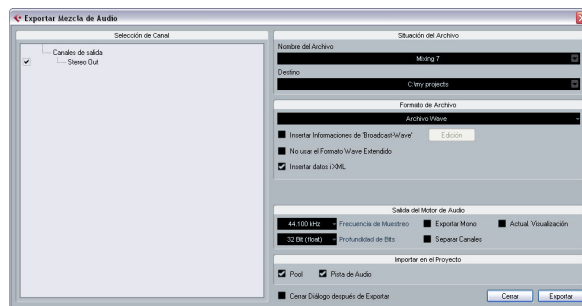 Exportar Mezcla de Audio
Selección de Canal
Canales de salida
Stereo Out
Situación del Archivo
Nombre del Archivo
Mixing 7
Destino
C:\my projects
Formato de Archivo
Archivo Wave
Insertar Informaciones de 'Broadcast-Wave' Edición
No usar el Formato Wave Extendido
Insertar datos iXML
Salida del Motor de Audio
44.100 kHz Frecuencia de Muestreo Exportar Mono Actual. Visualización
32 Bit (float) Profundidad de Bits Separar Canales
Importar en el Proyecto
Pool Pista de Audio
Cerrar Diálogo después de Exportar Cerrar Exportar